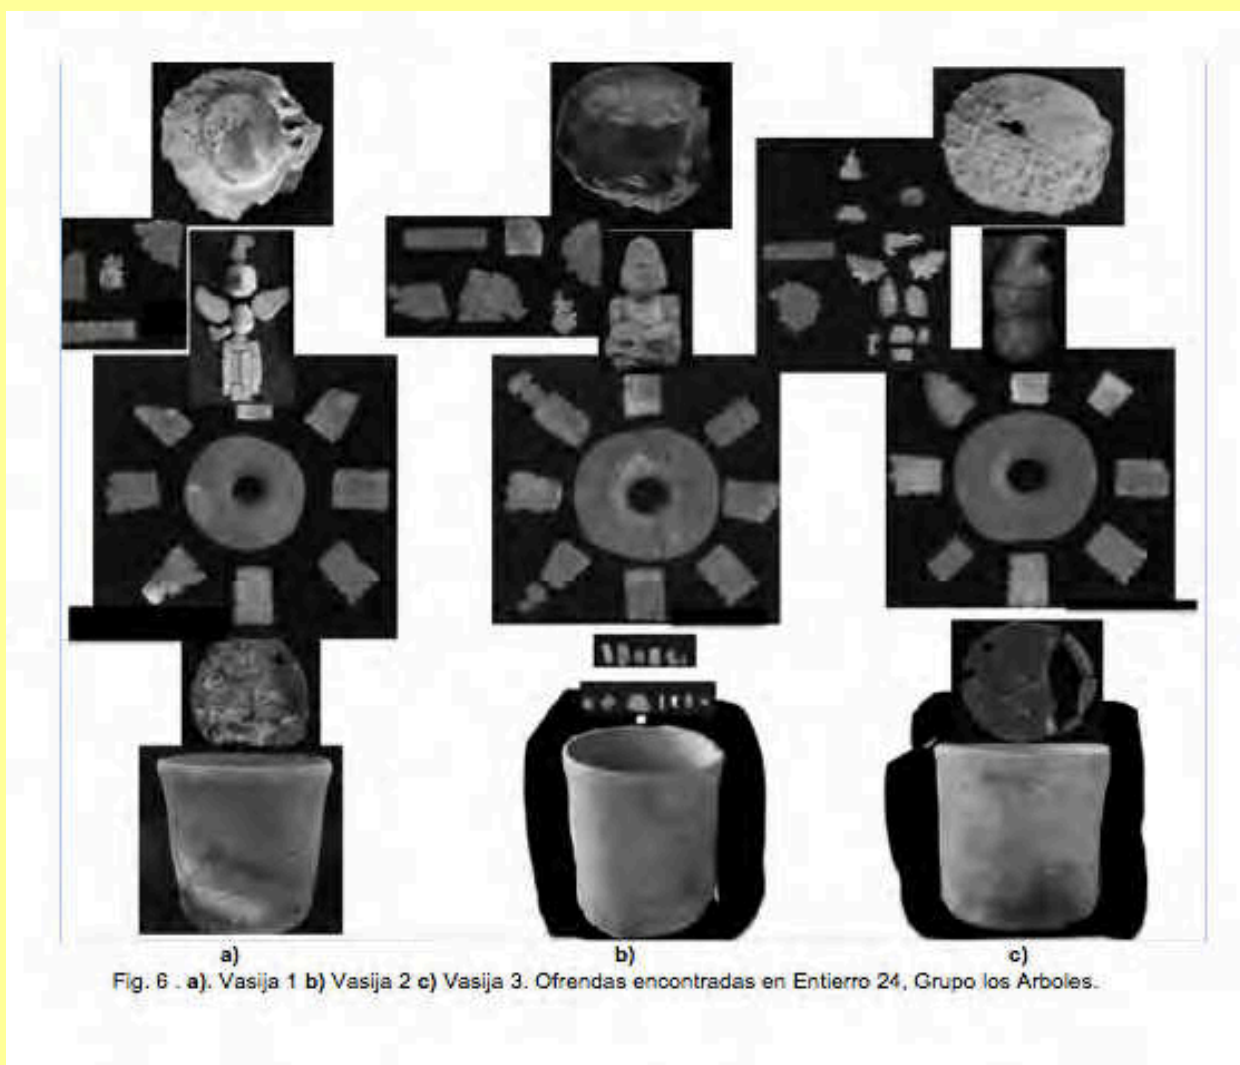 a) b) c)
Fig. 6 . a). Vasija 1 b) Vasija 2 c) Vasija 3. Ofrendas encontradas en Entierro 24, Grupo los Arboles.